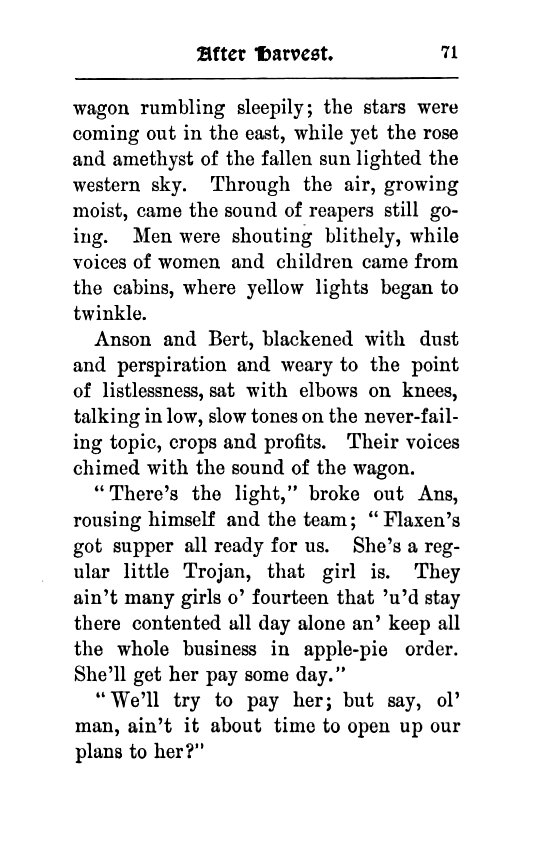 After Harvest. 71
wagon rumbling sleepily; the stars were
coming out in the east, while yet the rose
and amethyst of the fallen sun lighted the
western sky. Through the air, growing
moist, came the sound of reapers still go-
ing. Men were shouting blithely, while
voices of women and children came from
the cabins, where yellow lights began to
twinkle.
Anson and Bert, blackened with dust
and perspiration and weary to the point
of listlessness, sat with elbows on knees,
talking in low, slow tones on the never-fail-
ing topic, crops and profits. Their voices
chimed with the sound of the wagon.
"There's the light," broke out Ans,
rousing himself and the team; "Flaxen's
got supper all ready for us. She's a reg-
ular little Trojan, that girl is. They
ain't many girls o' fourteen that 'u'd stay
there contented all day alone an' keep all
the whole business in apple-pie order.
She'll get her pay some day."
"We'll try to pay her; but say, ol'
man, ain't it about time to open up our
plans to her?"